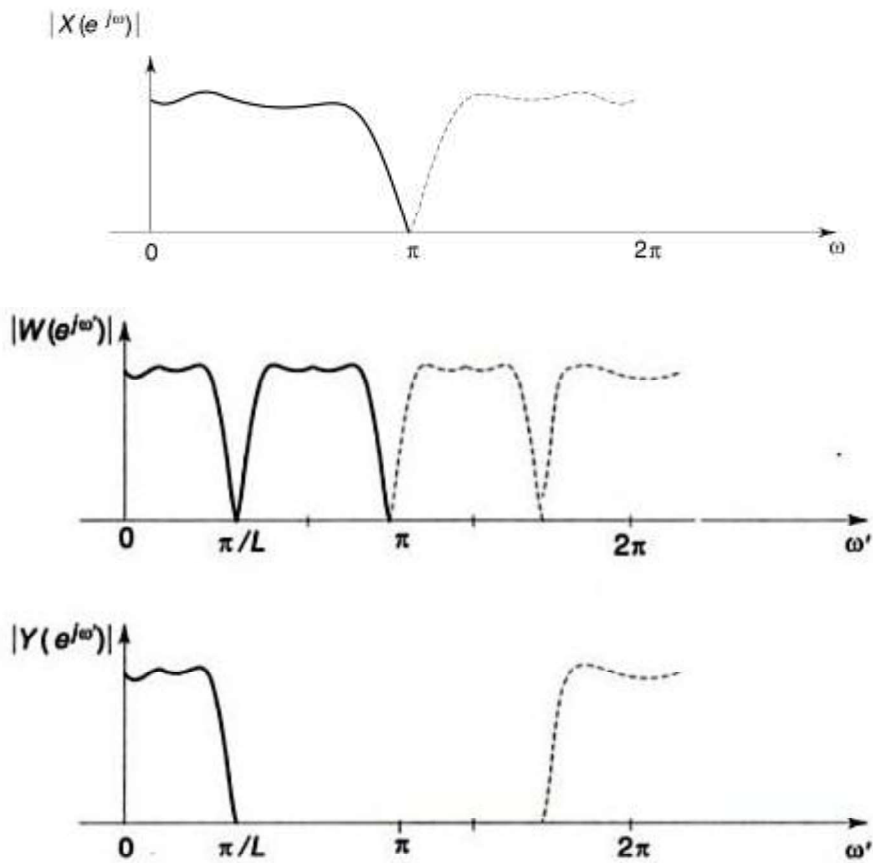 |X(e^{jω})|
0 π 2π ω
|W(e^{jω'})|
0 π/L π 2π ω'
|Y(e^{jω'})|
0 π/L π 2π ω'